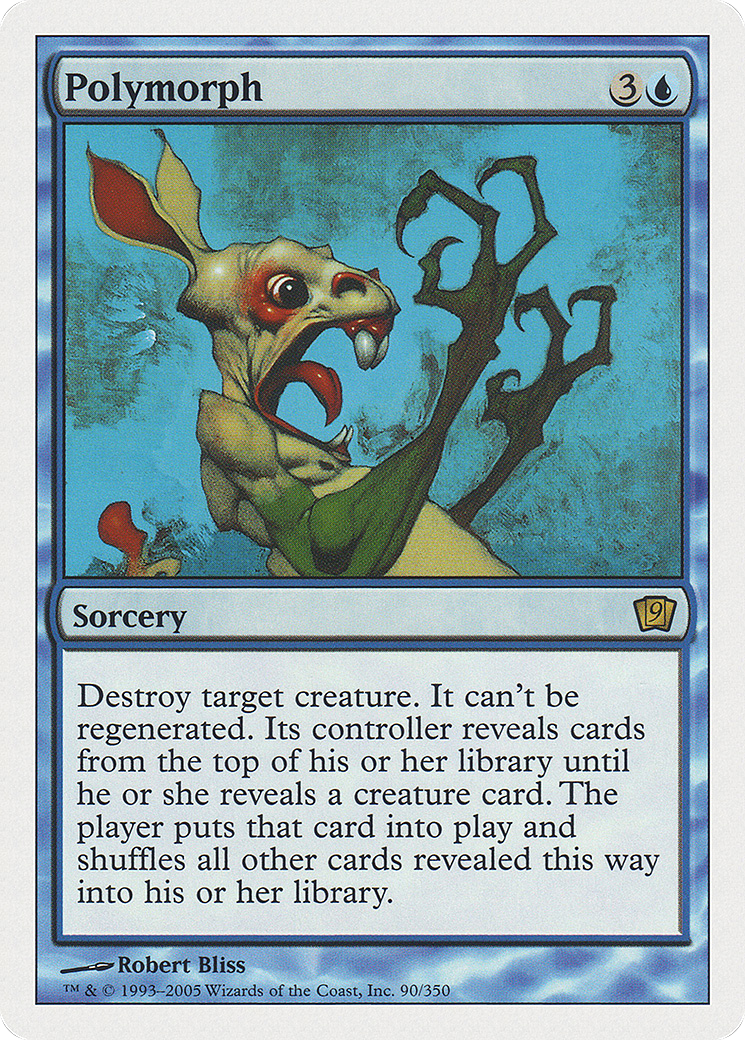 Polymorph 3
Sorcery 9
Destroy target creature. It can't be
regenerated. Its controller reveals cards
from the top of his or her library until
he or she reveals a creature card. The
player puts that card into play and
shuffles all other cards revealed this way
into his or her library.
Robert Bliss
™ & © 1993–2005 Wizards of the Coast, Inc. 90/350